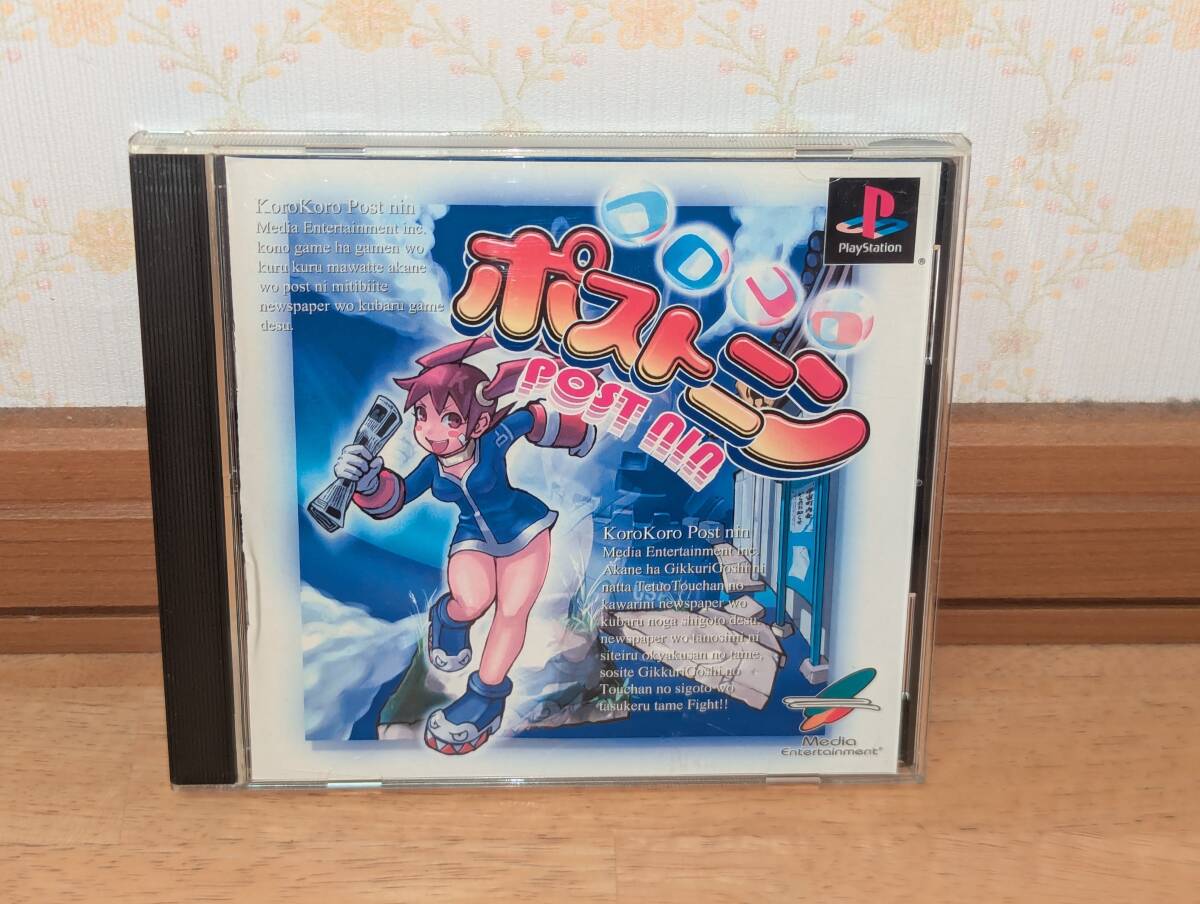 KoroKoro Post nin
Media Entertainment inc.
kono game ha gamen wo
kuru kuru mawatte akane
wo post ni mitibiite
newspaper wo kubaru game
desu.
コロコロ
ポストニン
POST NIN
PlayStation
®
KoroKoro Post nin
Media Entertainment inc.
Akane ha GikkuriGoshi ni
natta TetuoTouchan no
kawarini newspaper wo
kubaru noga shigoto desu.
newspaper wo tanoshimi ni
siteiru okyakusan no tame,
sosite GikkuriGoshi no
Touchan no sigoto wo
tasukeru tame Fight!!
Media
Entertainment®